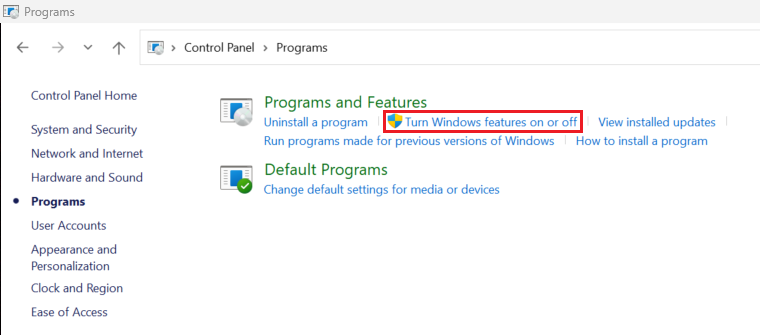 Programs
Control Panel > Programs
Control Panel Home
System and Security
Network and Internet
Hardware and Sound
Programs
User Accounts
Appearance and
Personalization
Clock and Region
Ease of Access
Programs and Features
Uninstall a program | Turn Windows features on or off | View installed updates |
Run programs made for previous versions of Windows | How to install a program
Default Programs
Change default settings for media or devices